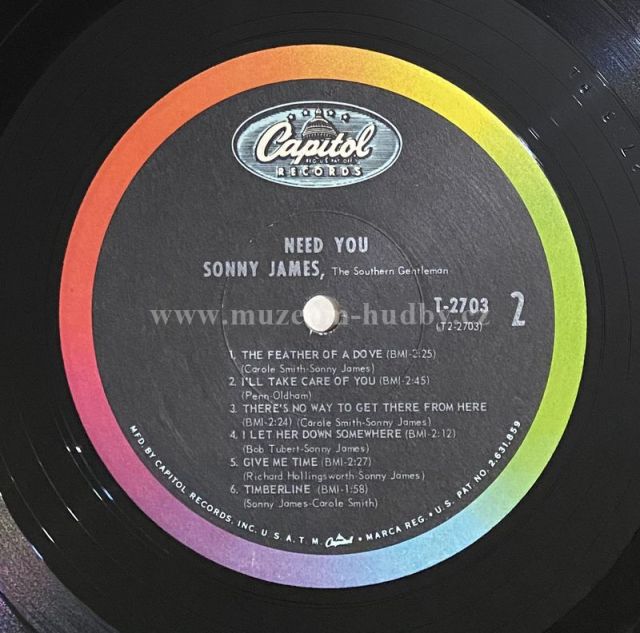 Capitol
RECORDS
NEED YOU
SONNY JAMES, The Southern Gentleman
T-2703
(T2-2703)
2
www.muzeum-hudby.cz
1. THE FEATHER OF A DOVE (BMI-2:25)
(Carole Smith-Sonny James)
2. I'LL TAKE CARE OF YOU (BMI-2:45)
(Penn-Oldham)
3. THERE'S NO WAY TO GET THERE FROM HERE
(BMI-2:24) (Carole Smith-Sonny James)
4. I LET HER DOWN SOMEWHERE (BMI-2:12)
(Bob Tubert-Sonny James)
5. GIVE ME TIME (BMI-2:27)
(Richard Hollingsworth-Sonny James)
6. TIMBERLINE (BMI-1:58)
(Sonny James-Carole Smith)
MFD. BY CAPITOL RECORDS, INC. U.S.A. T.M. Capitol • MARCA REG. • U.S. PAT. NO. 2,631,859